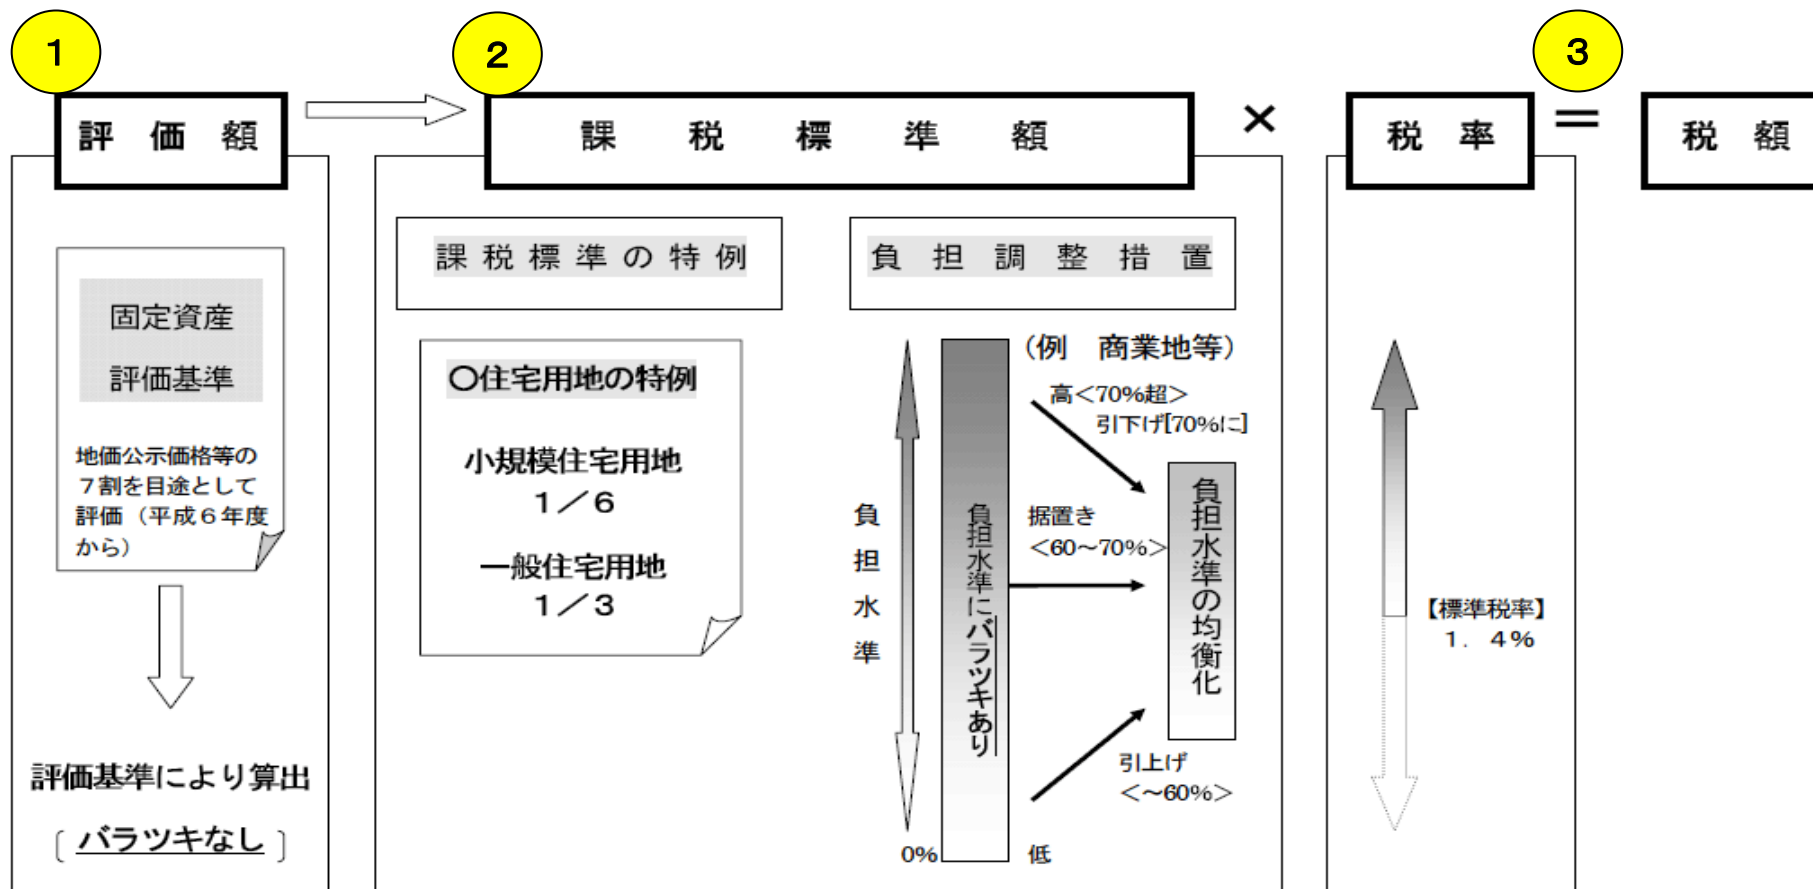 1
2
3
評価額
課税標準額
×
税率
＝
税額
固定資産
評価基準
地価公示価格等の
７割を目途として
評価（平成６年度
から）
評価基準により算出
〔バラツキなし〕
課税標準の特例
〇住宅用地の特例
小規模住宅用地
１／６
一般住宅用地
１／３
負担調整措置
（例　商業地等）
負担水準
0%
負担水準にバラツキあり
高＜70%超＞
引下げ[70%に]
据置き
＜60～70%＞
引上げ
＜～60%＞
低
負担水準の均衡化
【標準税率】
１．４%